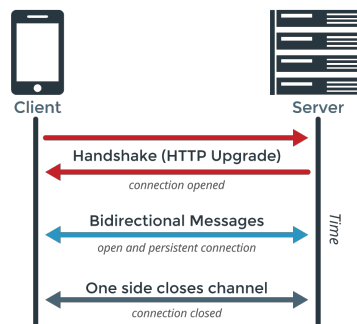 Client
Server
Handshake (HTTP Upgrade)
connection opened
Bidirectional Messages
open and persistent connection
Time
One side closes channel
connection closed